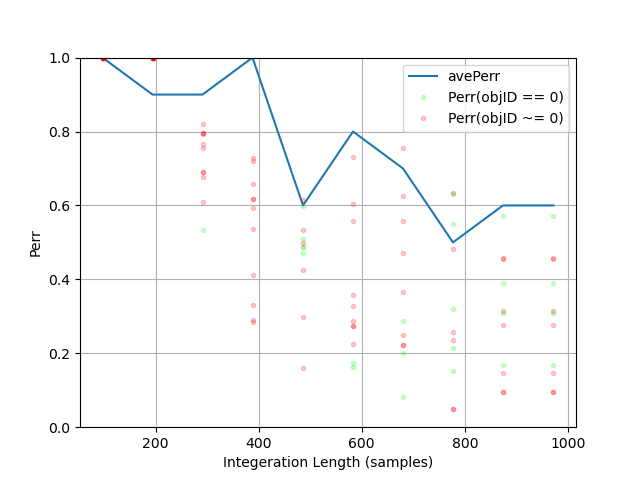 1.0
0.8
0.6
0.4
0.2
0.0
Perr
avePerr
Perr(objID == 0)
Perr(objID ~= 0)
200
400
600
800
1000
Integeration Length (samples)